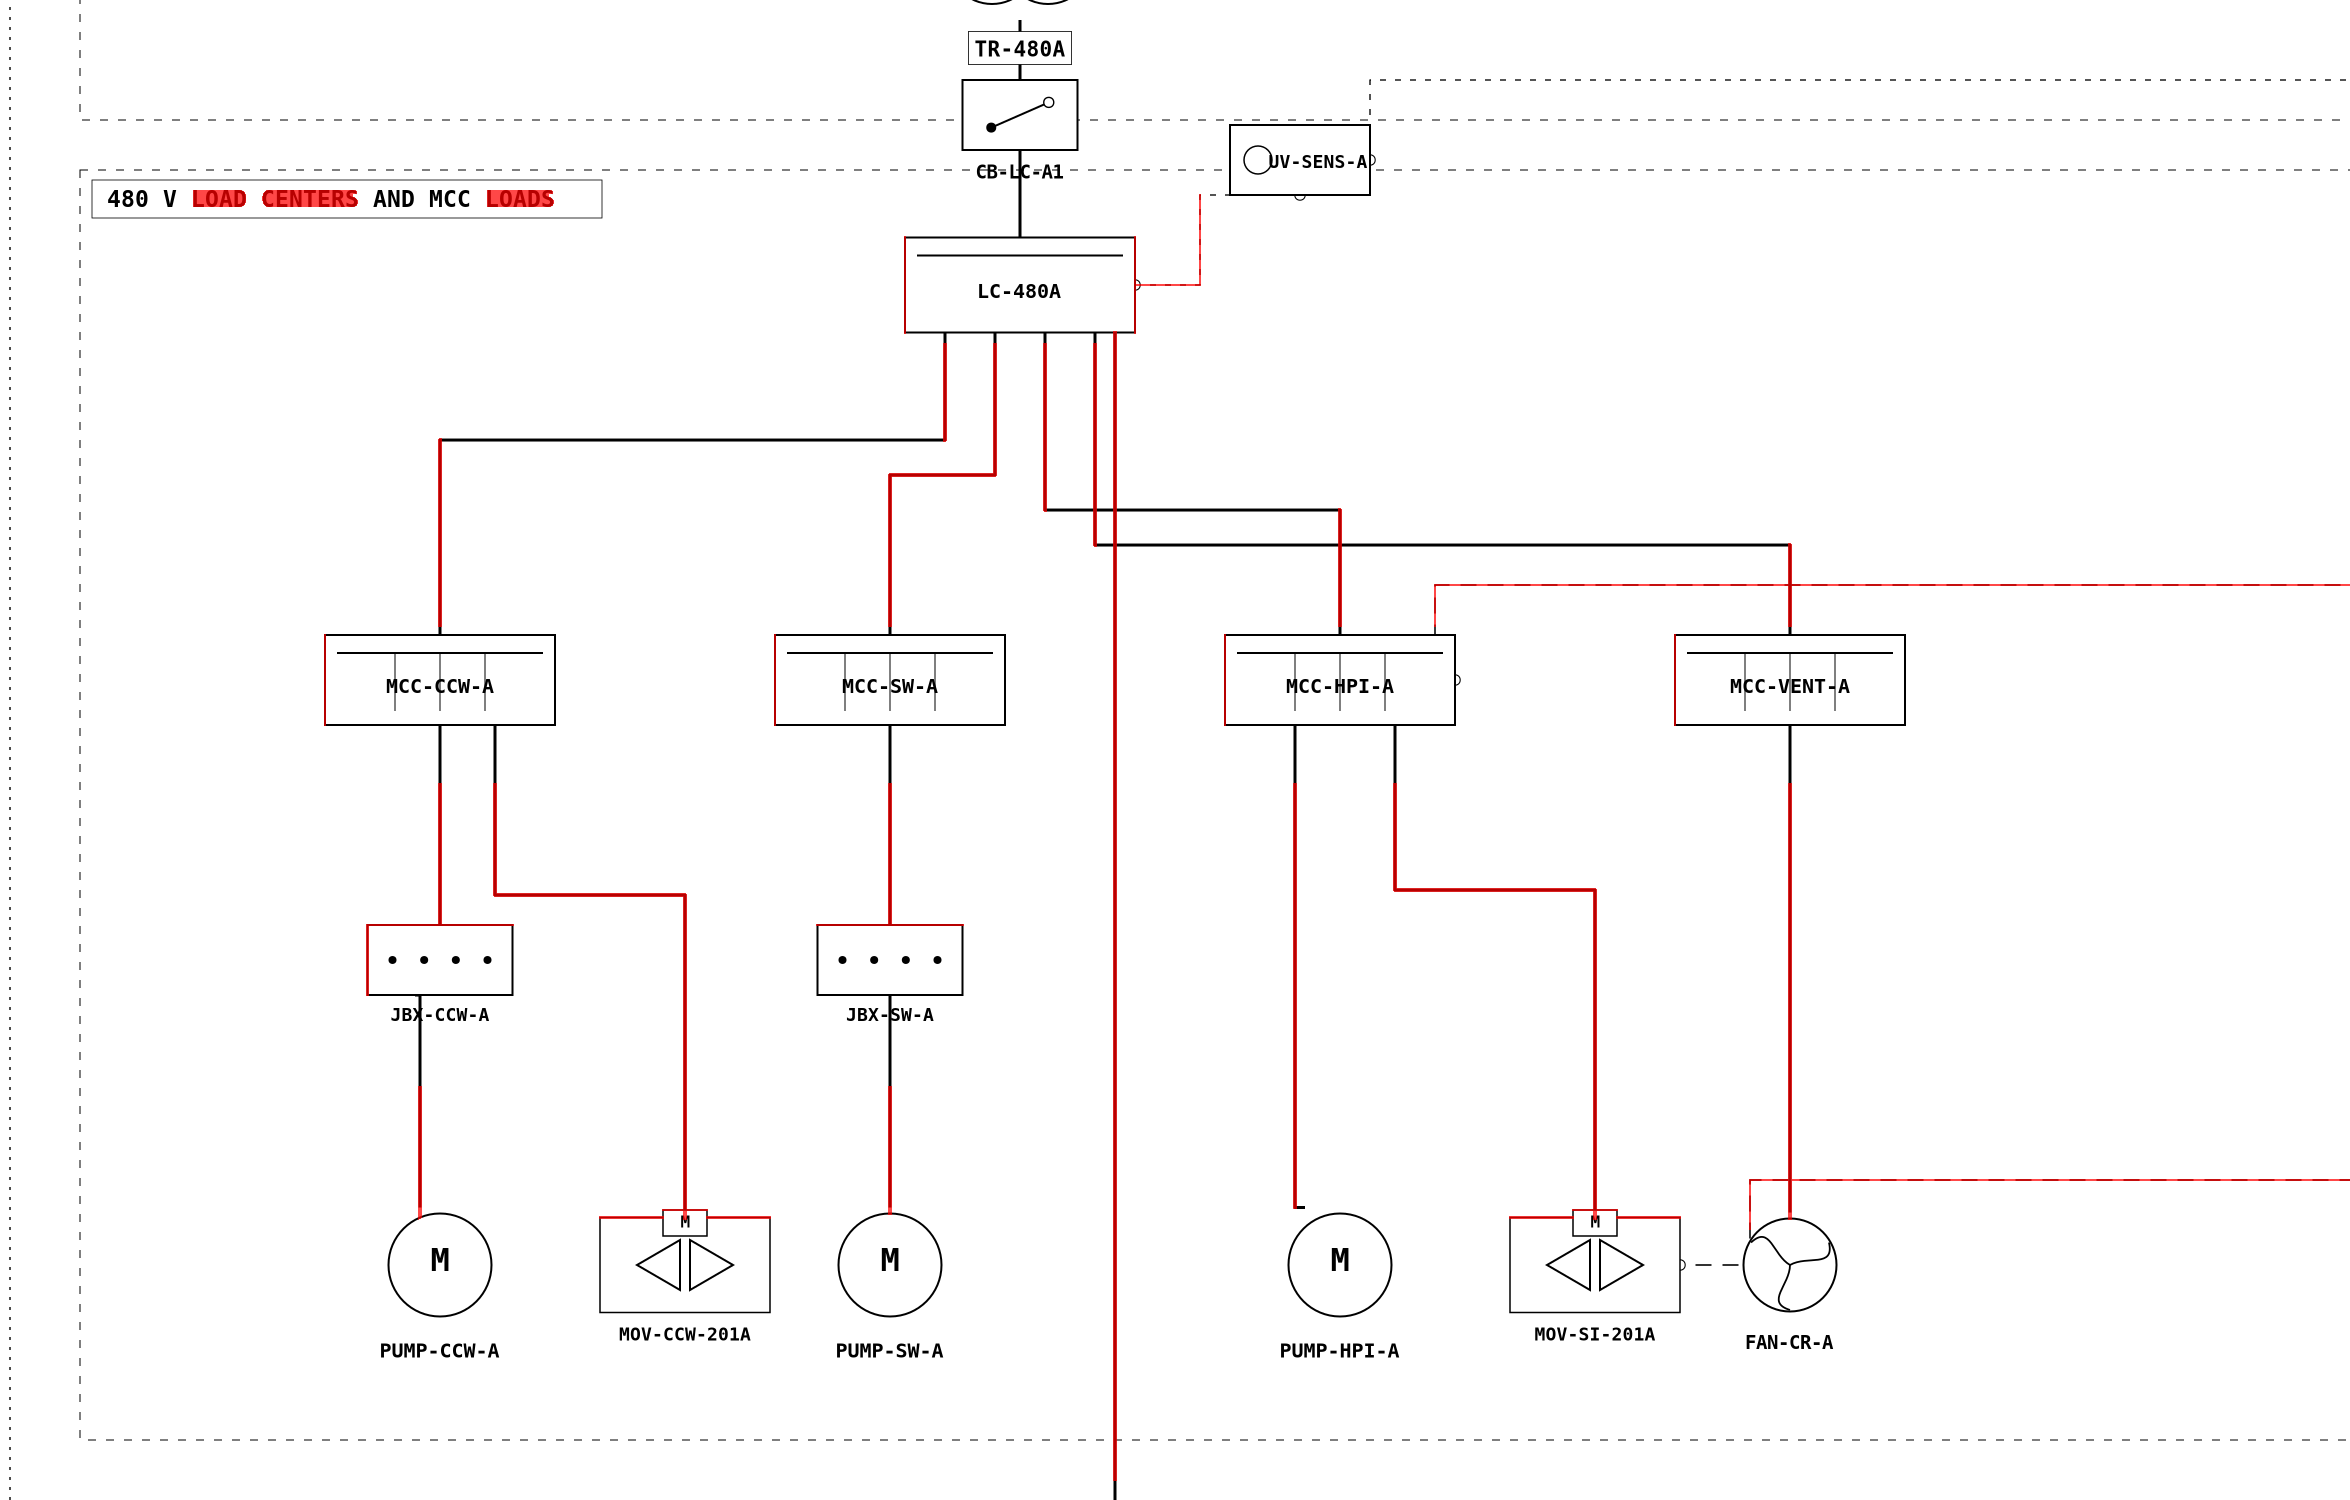 TR-480A
CB-LC-A1
UV-SENS-A
480 V LOAD CENTERS AND MCC LOADS
LC-480A
MCC-CCW-A
MCC-SW-A
MCC-HPI-A
MCC-VENT-A
JBX-CCW-A
JBX-SW-A
M
M
M
M
M
PUMP-CCW-A
MOV-CCW-201A
PUMP-SW-A
PUMP-HPI-A
MOV-SI-201A
FAN-CR-A